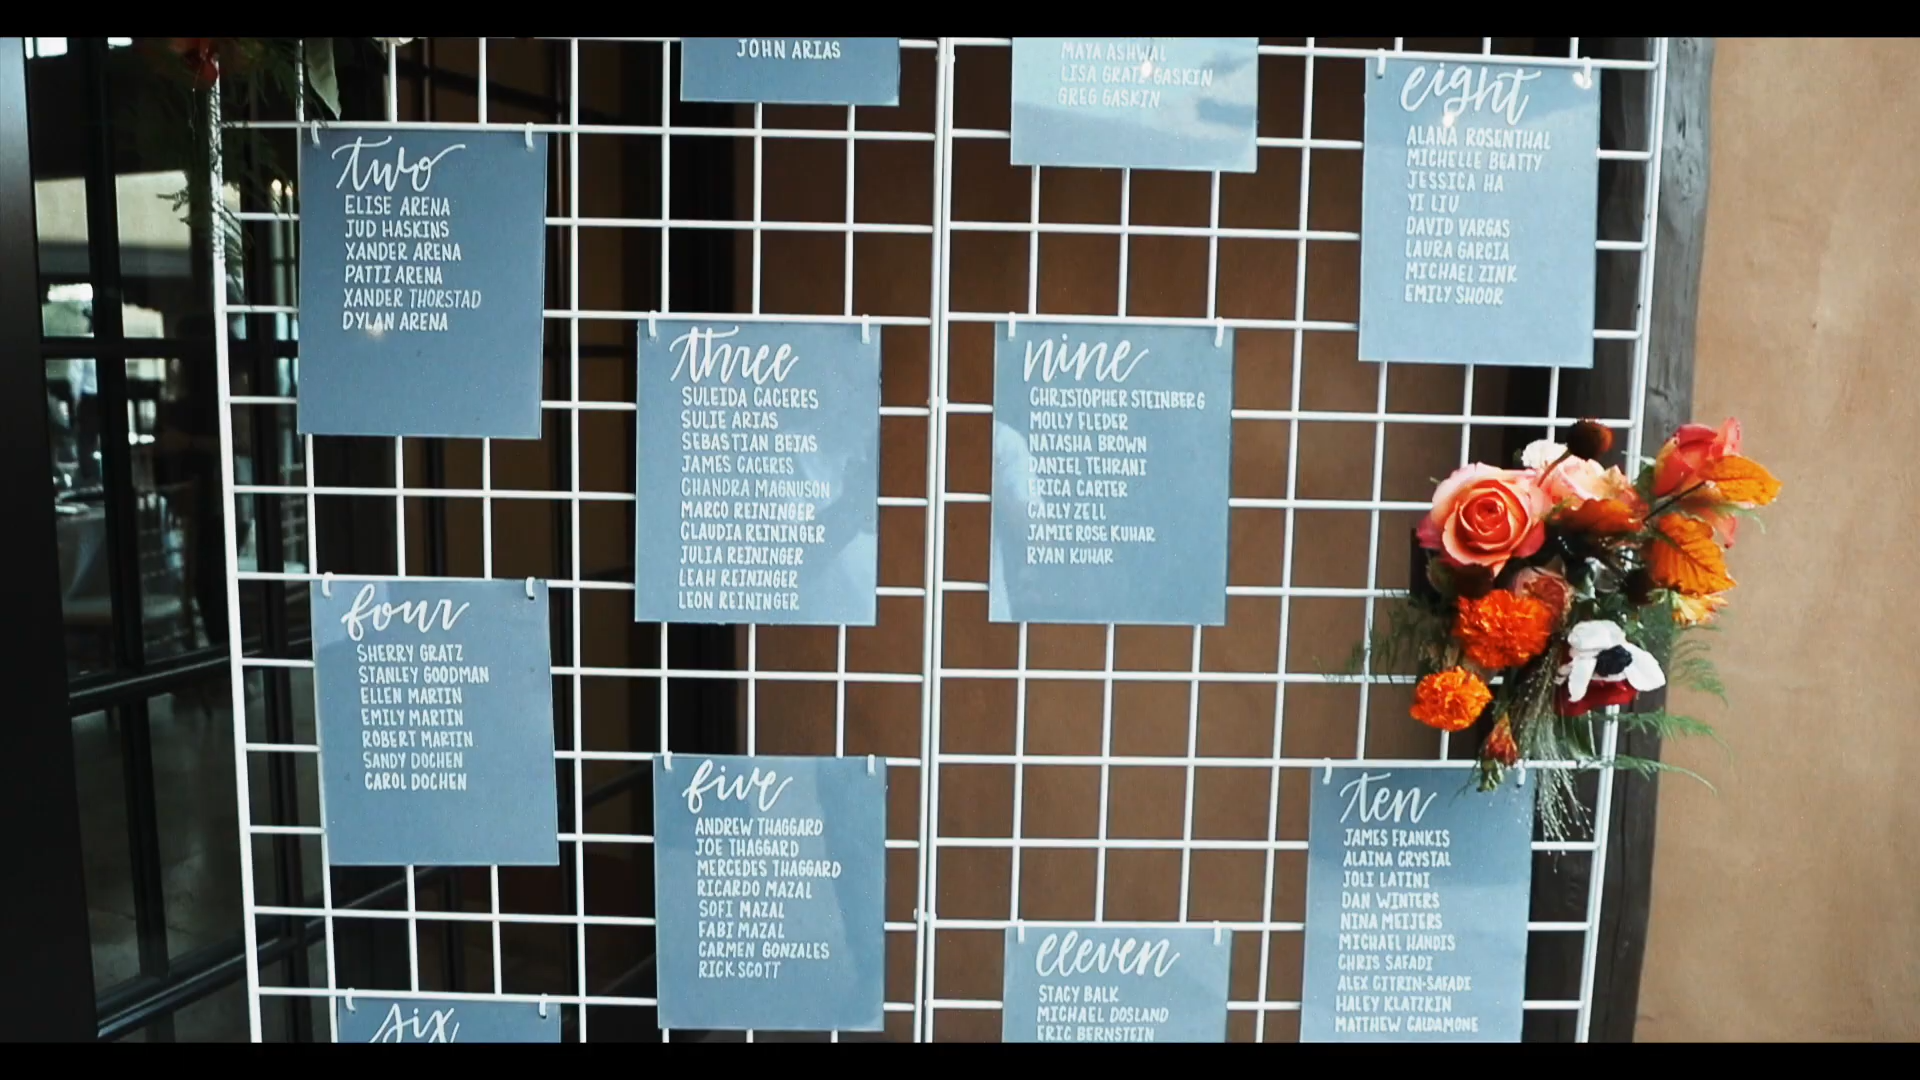 JOHN ARIAS
MAYA ASHWAL
LISA GRATZ GASKIN
GREG GASKIN
eight
ALANA ROSENTHAL
MICHELLE BEATTY
JESSICA HA
YI LIU
DAVID VARGAS
LAURA GARCIA
MICHAEL ZINK
EMILY SHOOR
two
ELISE ARENA
JUD HASKINS
XANDER ARENA
PATTI ARENA
XANDER THORSTAD
DYLAN ARENA
three
SULEIDA CACERES
SULIE ARIAS
SEBASTIAN BEJAS
JAMES CACERES
CHANDRA MAGNUSON
MARCO REININGER
CLAUDIA REININGER
JULIA REININGER
LEAH REININGER
LEON REININGER
nine
CHRISTOPHER STEINBERG
MOLLY FLEDER
NATASHA BROWN
DANIEL TEHRANI
ERICA CARTER
CARLY ZELL
JAMIE ROSE KUHAR
RYAN KUHAR
four
SHERRY GRATZ
STANLEY GOODMAN
ELLEN MARTIN
EMILY MARTIN
ROBERT MARTIN
SANDY DOCHEN
CAROL DOCHEN
five
ANDREW THAGGARD
JOE THAGGARD
MERCEDES THAGGARD
RICARDO MAZAL
SOFI MAZAL
FABI MAZAL
CARMEN GONZALES
RICK SCOTT
ten
JAMES FRANKIS
ALAINA CRYSTAL
JOLI LATINI
DAN WINTERS
NINA MEIJERS
MICHAEL HANDIS
CHRIS SAFADI
ALEX CITRIN-SAFADI
HALEY KLATZKIN
MATTHEW CALDAMONE
eleven
STACY BALK
MICHAEL DOSLAND
ERIC BERNSTEIN
six